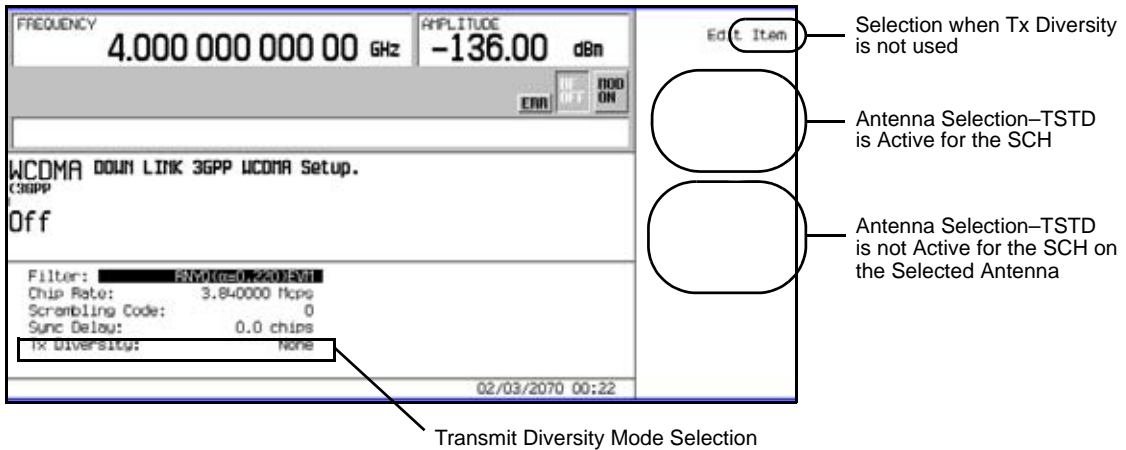 FREQUENCY
4.000 000 000 00 GHz
AMPLITUDE
-136.00 dBm
Edit Item
Selection when Tx Diversity
is not used
ERR
RF
OFF
MOD
ON
Antenna Selection–TSTD
is Active for the SCH
WCDMA DOWN LINK 3GPP WCDMA Setup.
(3GPP
Off
Antenna Selection–TSTD
is not Active for the SCH on
the Selected Antenna
Filter: RNYQ(α=0.220)EVM
Chip Rate: 3.840000 Mcps
Scrambling Code: 0
Sync Delay: 0.0 chips
Tx Diversity: None
02/03/2070 00:22
Transmit Diversity Mode Selection